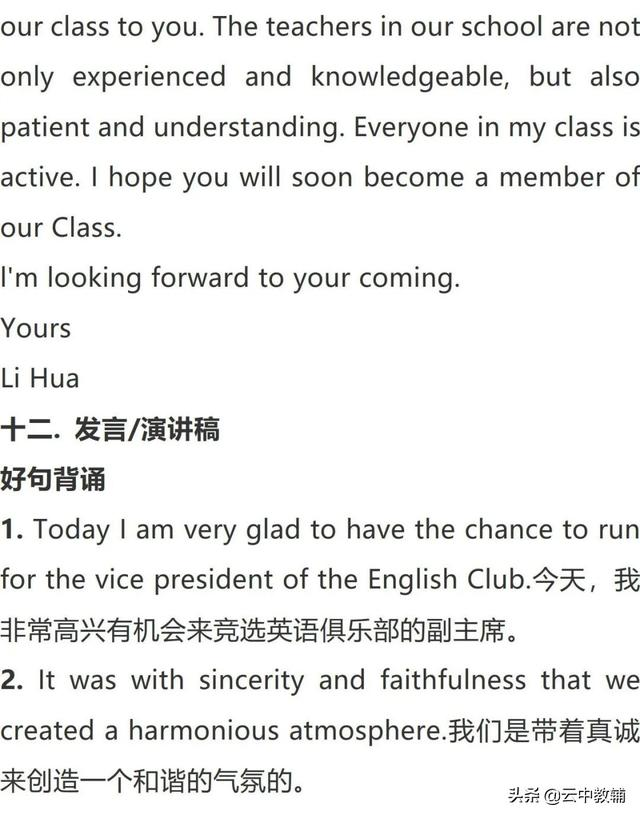 our class to you. The teachers in our school are not
only experienced and knowledgeable, but also
patient and understanding. Everyone in my class is
active. I hope you will soon become a member of
our Class.
I'm looking forward to your coming.
Yours
Li Hua
十二. 发言/演讲稿
好句背诵
1. Today I am very glad to have the chance to run
for the vice president of the English Club.今天，我
非常高兴有机会来竞选英语俱乐部的副主席。
2. It was with sincerity and faithfulness that we
created a harmonious atmosphere.我们是带着真诚
来创造一个和谐的气氛的。
头条 @云中教辅